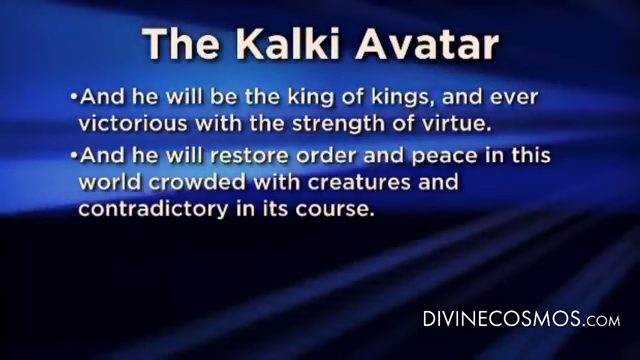 The Kalki Avatar
•And he will be the king of kings, and ever
victorious with the strength of virtue.
•And he will restore order and peace in this
world crowded with creatures and
contradictory in its course.
DIVINECOSMOS.COM